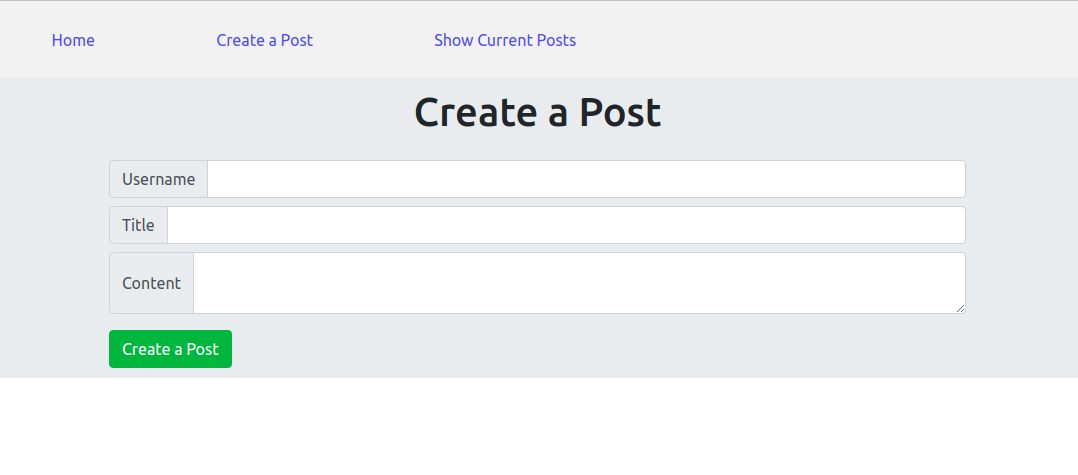 Home Create a Post Show Current Posts
Create a Post
Username
Title
Content
Create a Post